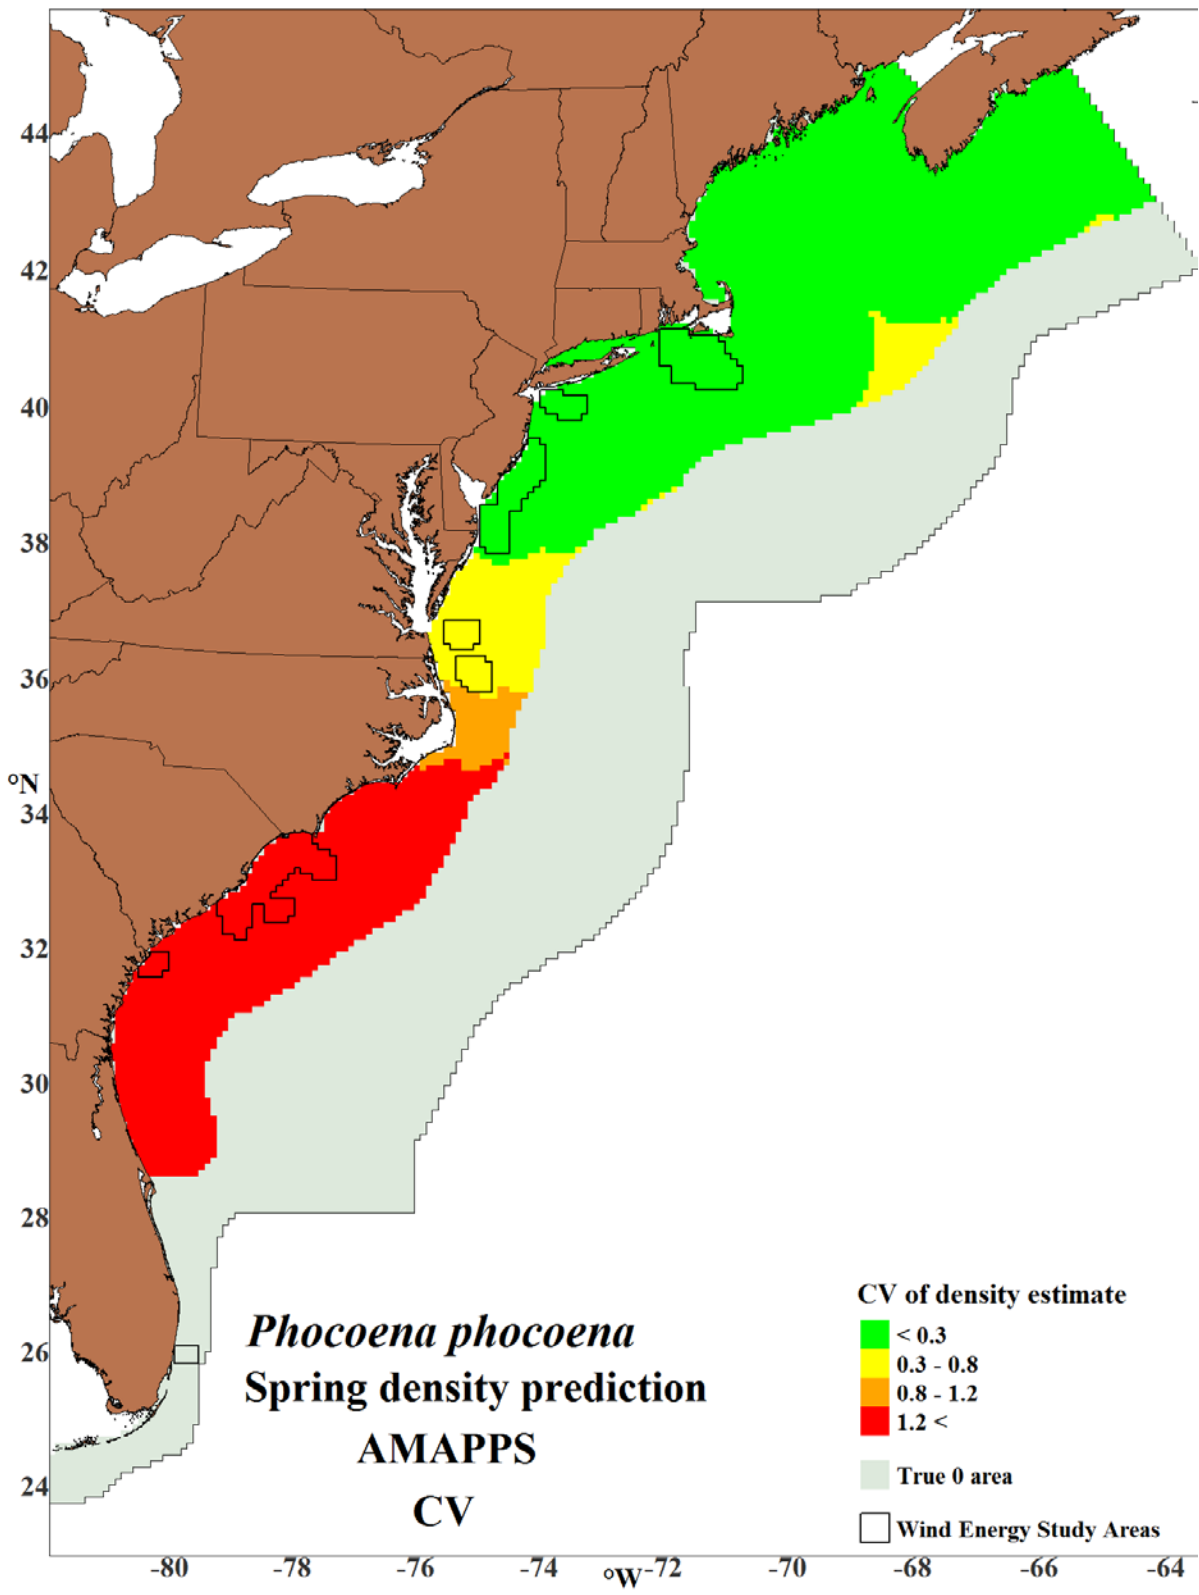 44
42
40
38
36
°N
34
32
30
28
26
24
Phocoena phocoena
Spring density prediction
AMAPPS
CV
CV of density estimate
< 0.3
0.3 - 0.8
0.8 - 1.2
1.2 <
True 0 area
Wind Energy Study Areas
-80 -78 -76 -74 °W -72 -70 -68 -66 -64